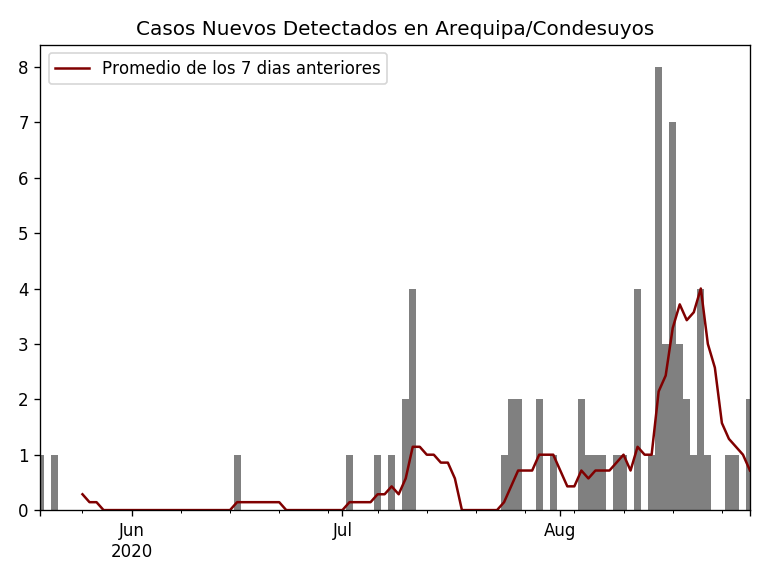 Casos Nuevos Detectados en Arequipa/Condesuyos
Promedio de los 7 dias anteriores
8
7
6
5
4
3
2
1
0
Jun
2020
Jul
Aug